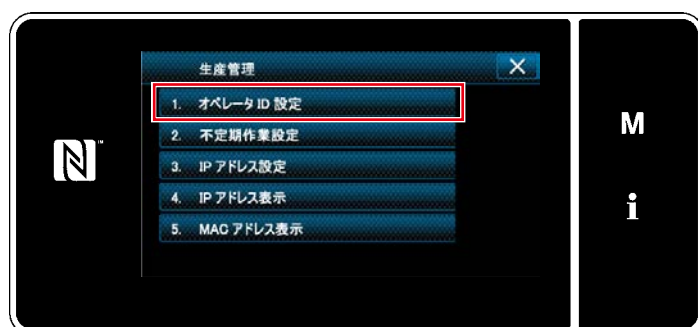 生産管理
1. オペレータ ID 設定
2. 不定期作業設定
3. IP アドレス設定
4. IP アドレス表示
5. MAC アドレス表示
N™
M
i